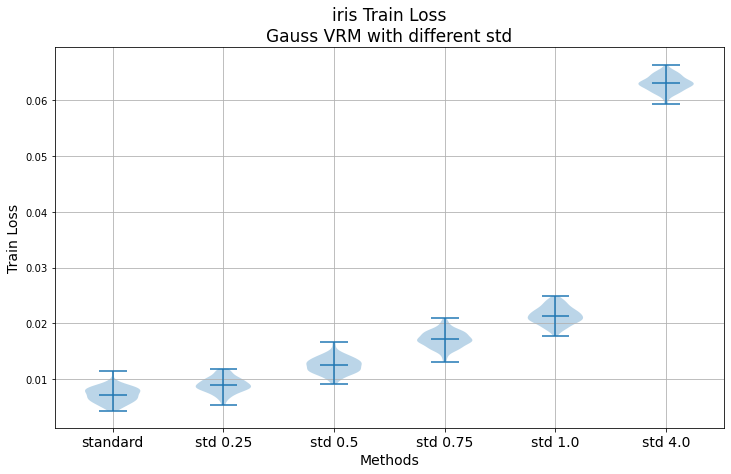 iris Train Loss
Gauss VRM with different std
Train Loss
0.06
0.05
0.04
0.03
0.02
0.01
standard std 0.25 std 0.5 std 0.75 std 1.0 std 4.0
Methods